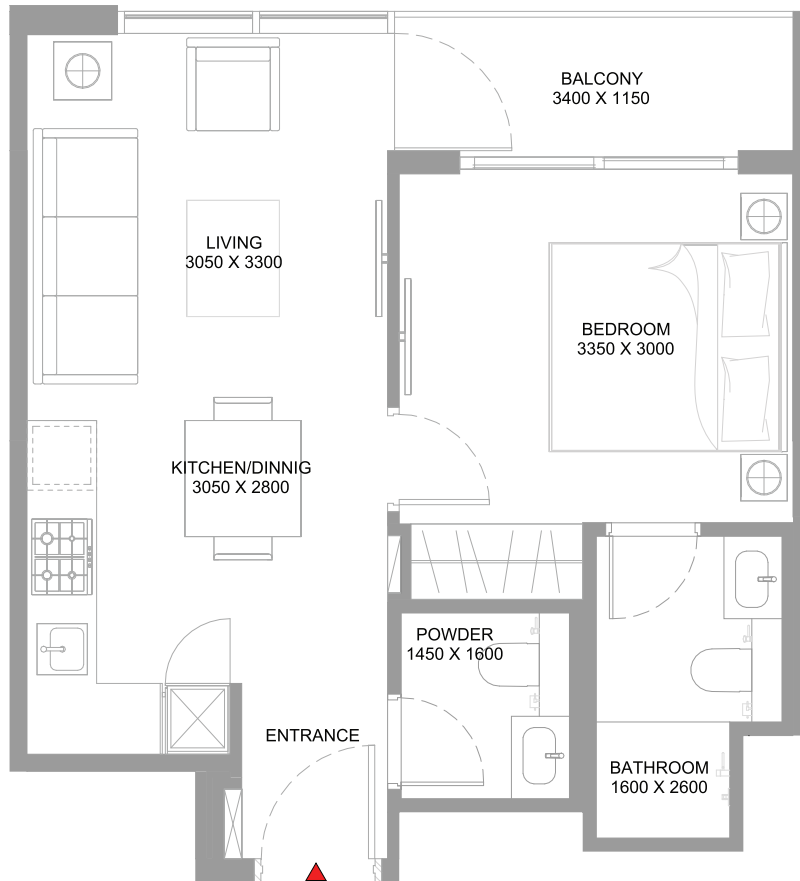 BALCONY
3400 X 1150
LIVING
3050 X 3300
BEDROOM
3350 X 3000
KITCHEN/DINNIG
3050 X 2800
POWDER
1450 X 1600
ENTRANCE
BATHROOM
1600 X 2600